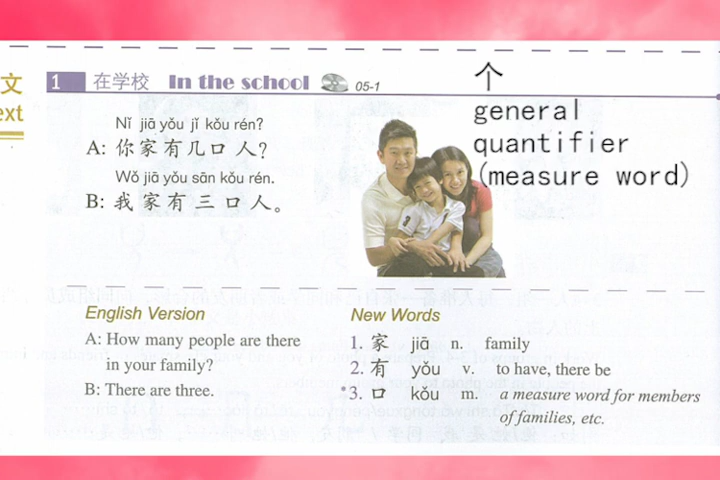 文
ext
1 在学校 In the school 05-1
Nǐ jiā yǒu jǐ kǒu rén?
A: 你家有几口人?
Wǒ jiā yǒu sān kǒu rén.
B: 我家有三口人。
个
general
quantifier
(measure word)
English Version
A: How many people are there
in your family?
B: There are three.
New Words
1. 家 jiā n. family
2. 有 yǒu v. to have, there be
*3. 口 kǒu m. a measure word for members
of families, etc.